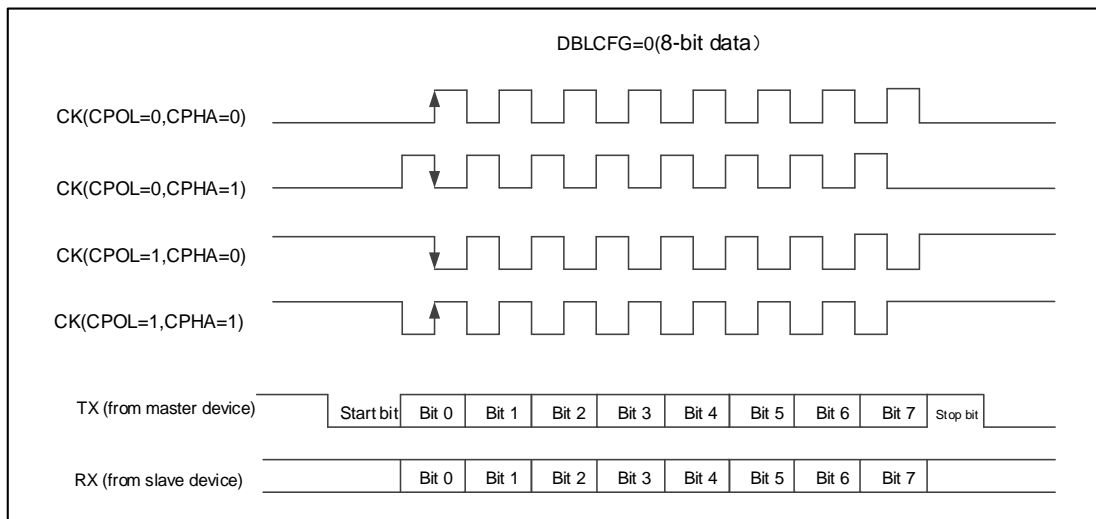 DBLCFG=0(8-bit data）
CK(CPOL=0,CPHA=0)
CK(CPOL=0,CPHA=1)
CK(CPOL=1,CPHA=0)
CK(CPOL=1,CPHA=1)
TX (from master device) Start bit Bit 0 Bit 1 Bit 2 Bit 3 Bit 4 Bit 5 Bit 6 Bit 7 Stop bit
RX (from slave device) Bit 0 Bit 1 Bit 2 Bit 3 Bit 4 Bit 5 Bit 6 Bit 7